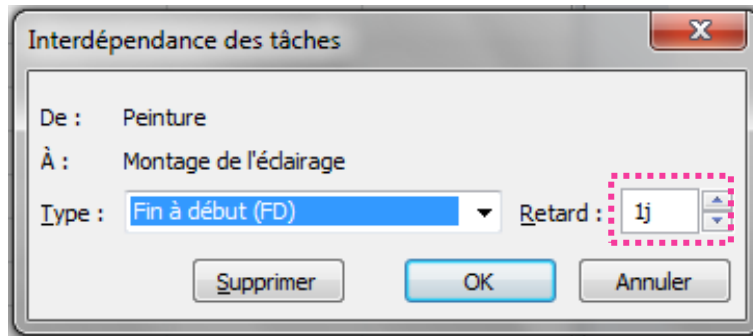 Interdépendance des tâches
De : Peinture
À : Montage de l'éclairage
Type : Fin à début (FD) Retard : 1j
Supprimer OK Annuler